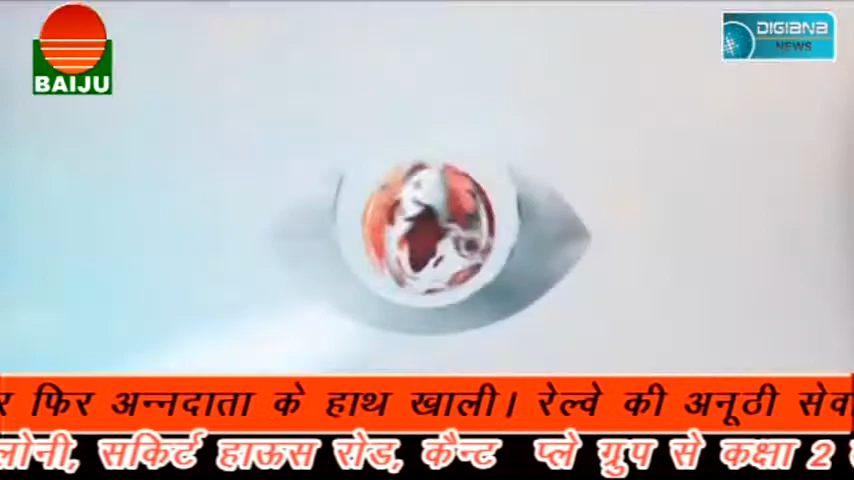 BAIJU
DIGIANA
NEWS
र फिर अन्नदाता के हाथ खाली। रेल्वे की अनूठी सेवा
लोनी, सकिर्ट हाऊस रोड, कैन्ट प्ले ग्रुप से कक्षा 2